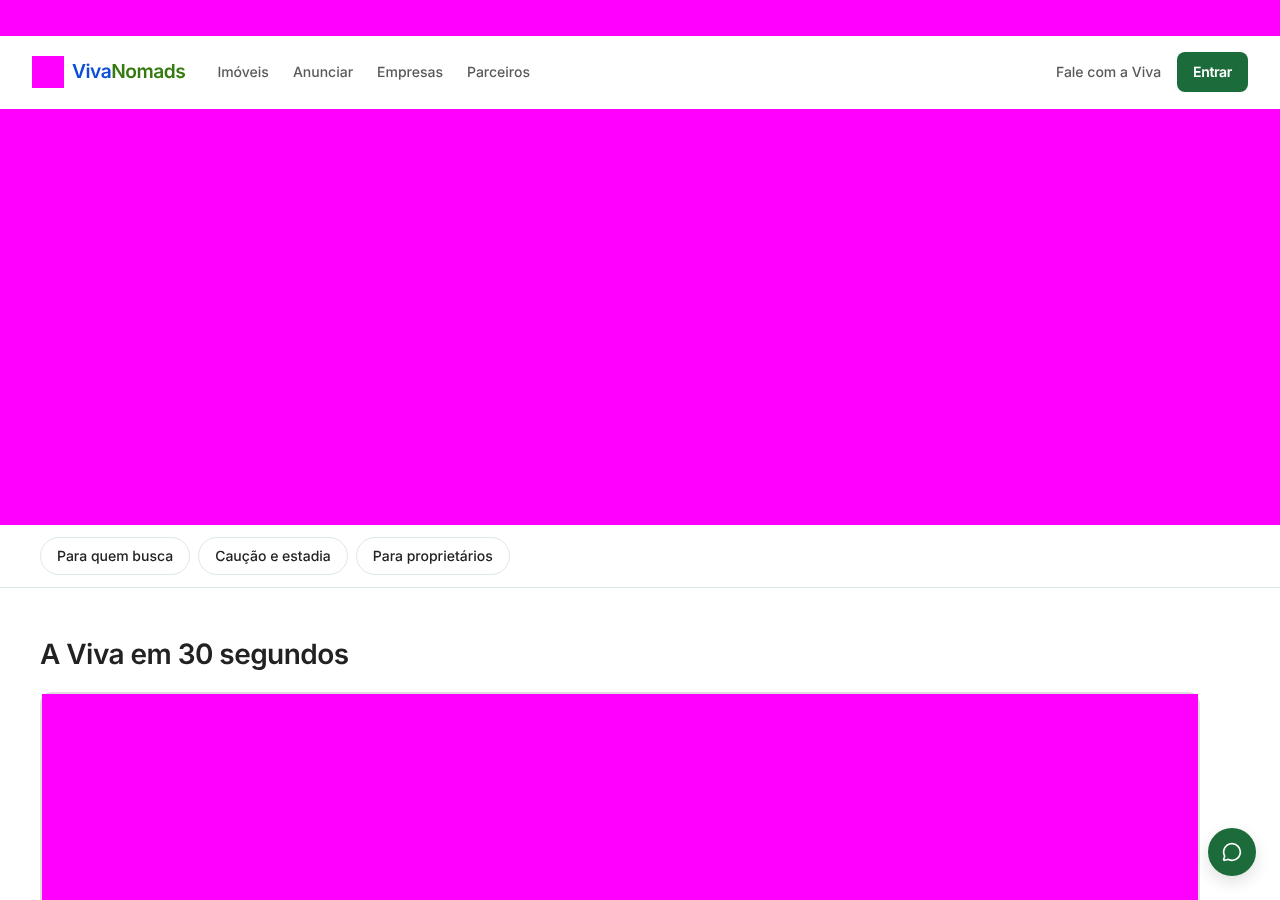 VivaNomads
Imóveis
Anunciar
Empresas
Parceiros
Fale com a Viva
Entrar
Para quem busca
Caução e estadia
Para proprietários
A Viva em 30 segundos